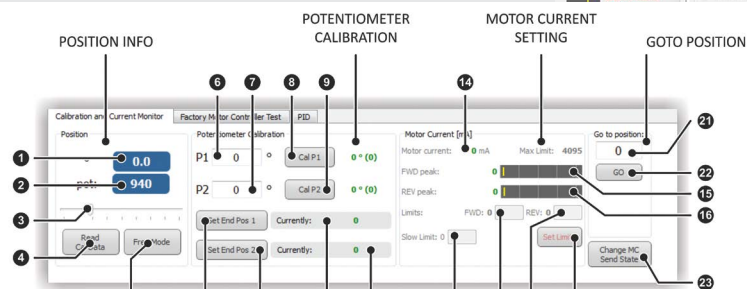 POSITION INFO
POTENTIOMETER
CALIBRATION
MOTOR CURRENT
SETTING
GOTO POSITION
6
7
8
9
14
Calibration and Current Monitor
Factory Motor Controller Test
PID
Position
Potentiometer Calibration
Motor Current [mA]
Go to position:
21
1
0.0
P1
0
°
Cal P1
0 ° (0)
Motor current:
0 mA
Max Limit: 4095
0
2
pot:
940
FWD peak:
0
GO
22
15
P2
0
°
Cal P2
0 ° (0)
REV peak:
0
16
3
Set End Pos 1
Currently:
0
Limits:
FWD: 0
REV: 0
4
Read
Free Mode
Set End Pos 2
Currently:
0
Slow Limit: 0
Set Limit
Change MC
Send State
23